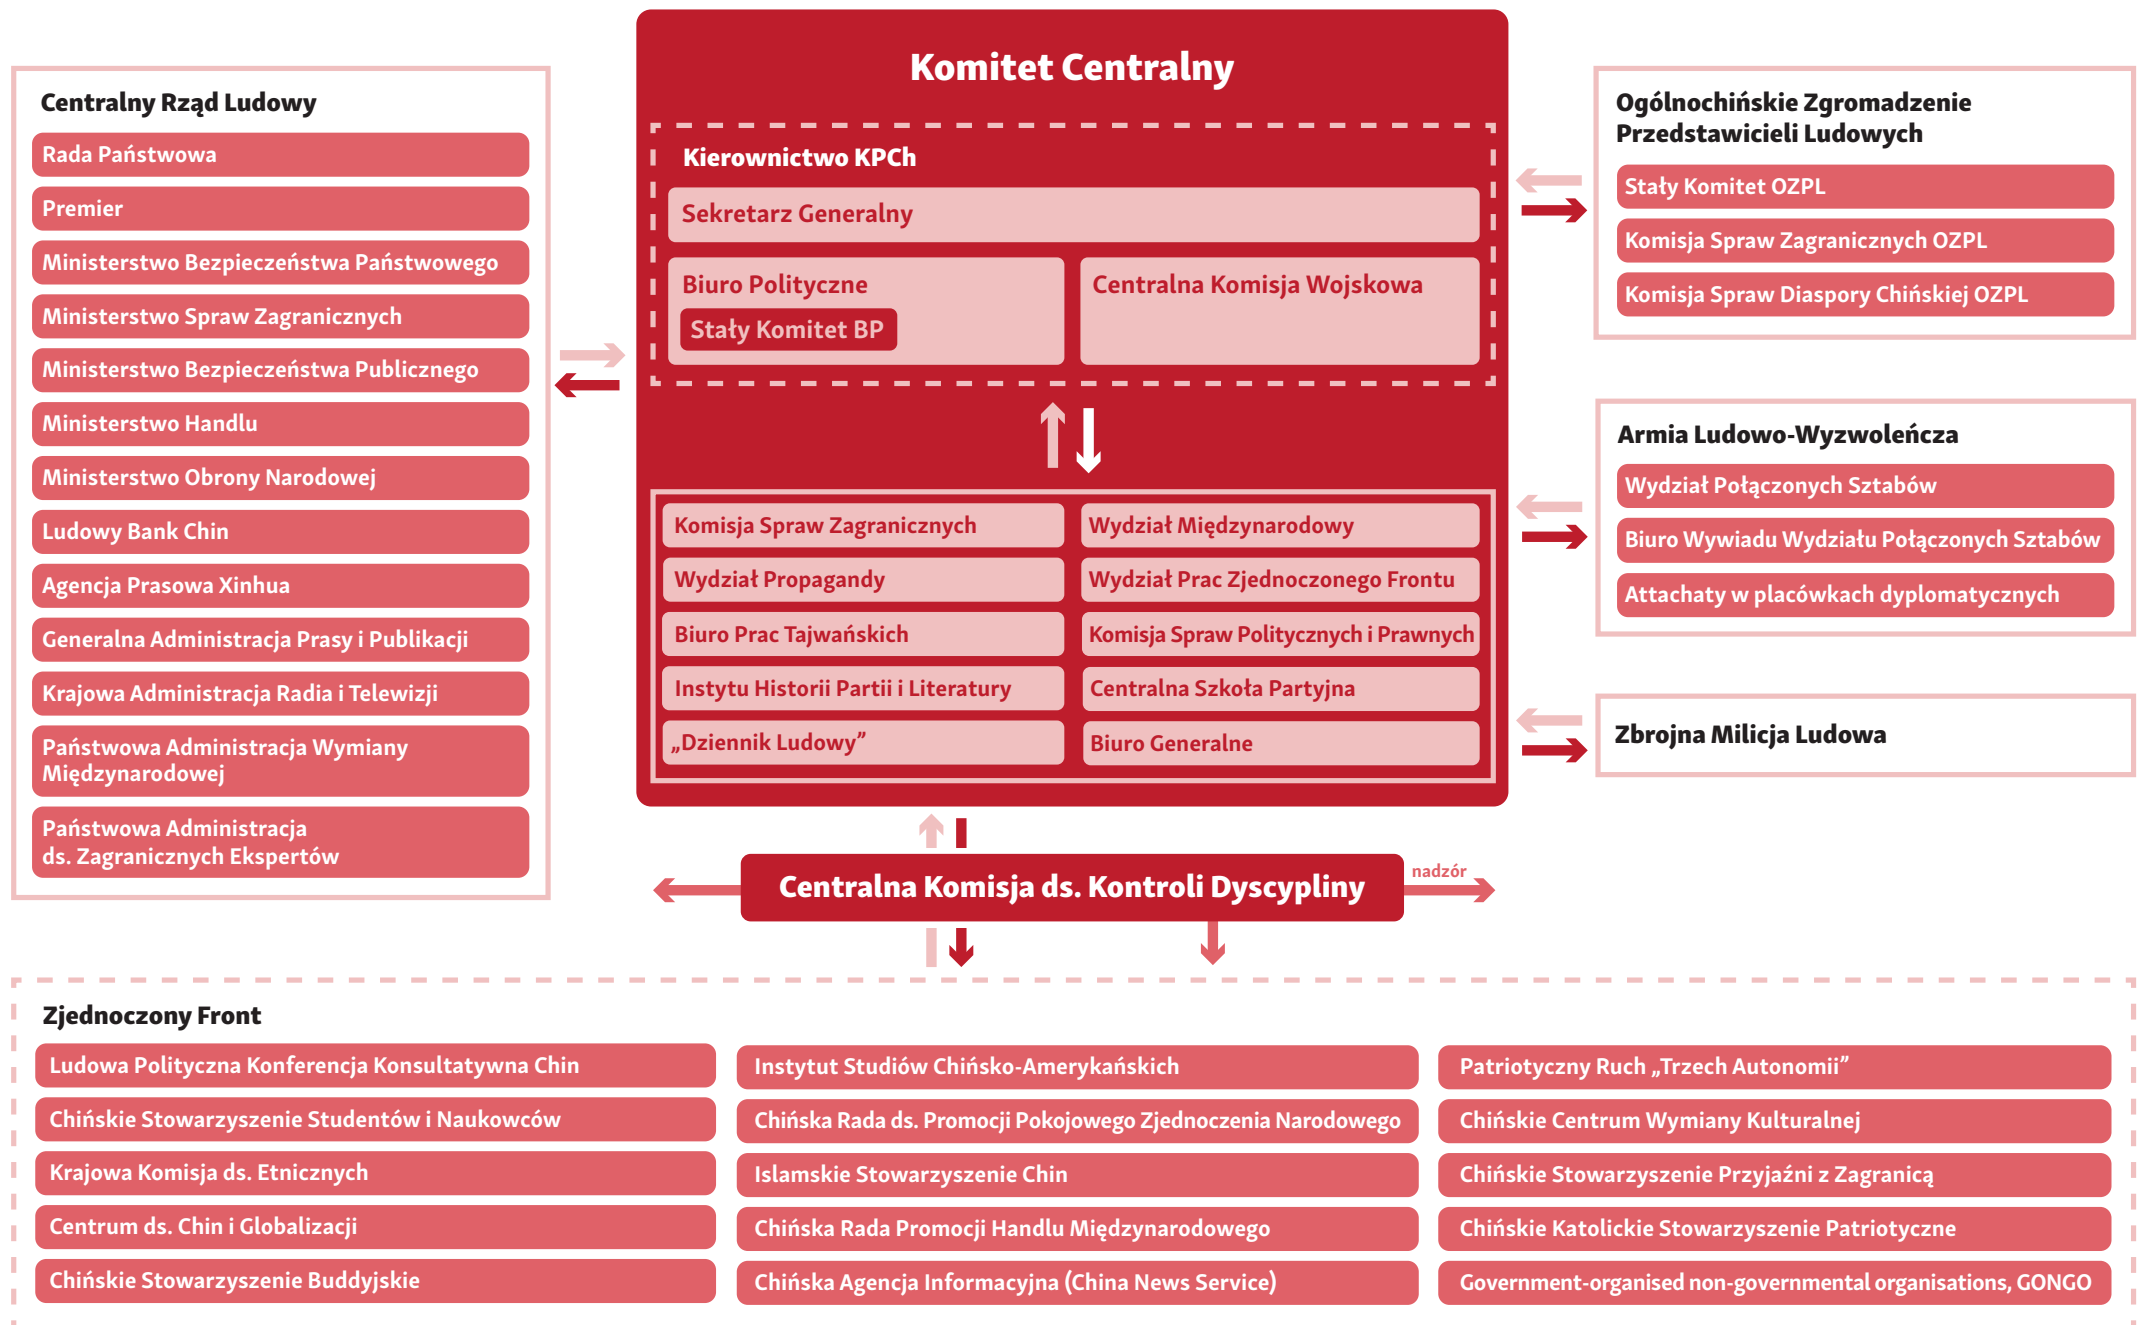 Komitet Centralny
Centralny Rząd Ludowy
Rada Państwowa
Premier
Ministerstwo Bezpieczeństwa Państwowego
Ministerstwo Spraw Zagranicznych
Ministerstwo Bezpieczeństwa Publicznego
Ministerstwo Handlu
Ministerstwo Obrony Narodowej
Ludowy Bank Chin
Agencja Prasowa Xinhua
Generalna Administracja Prasy i Publikacji
Krajowa Administracja Radia i Telewizji
Państwowa Administracja Wymiany
Międzynarodowej
Państwowa Administracja
ds. Zagranicznych Ekspertów
Kierownictwo KPCh
Sekretarz Generalny
Biuro Polityczne
Stały Komitet BP
Centralna Komisja Wojskowa
Komisja Spraw Zagranicznych
Wydział Międzynarodowy
Wydział Propagandy
Wydział Prac Zjednoczonego Frontu
Biuro Prac Tajwańskich
Komisja Spraw Politycznych i Prawnych
Instytu Historii Partii i Literatury
Centralna Szkoła Partyjna
„Dziennik Ludowy”
Biuro Generalne
Ogólnochińskie Zgromadzenie
Przedstawicieli Ludowych
Stały Komitet OZPL
Komisja Spraw Zagranicznych OZPL
Komisja Spraw Diaspory Chińskiej OZPL
Armia Ludowo-Wyzwoleńcza
Wydział Połączonych Sztabów
Biuro Wywiadu Wydziału Połączonych Sztabów
Attachaty w placówkach dyplomatycznych
Zbrojna Milicja Ludowa
Centralna Komisja ds. Kontroli Dyscypliny
nadzór
Zjednoczony Front
Ludowa Polityczna Konferencja Konsultatywna Chin
Chińskie Stowarzyszenie Studentów i Naukowców
Krajowa Komisja ds. Etnicznych
Centrum ds. Chin i Globalizacji
Chińskie Stowarzyszenie Buddyjskie
Instytut Studiów Chińsko-Amerykańskich
Chińska Rada ds. Promocji Pokojowego Zjednoczenia Narodowego
Islamskie Stowarzyszenie Chin
Chińska Rada Promocji Handlu Międzynarodowego
Chińska Agencja Informacyjna (China News Service)
Patriotyczny Ruch „Trzech Autonomii”
Chińskie Centrum Wymiany Kulturalnej
Chińskie Stowarzyszenie Przyjaźni z Zagranicą
Chińskie Katolickie Stowarzyszenie Patriotyczne
Government-organised non-governmental organisations, GONGO